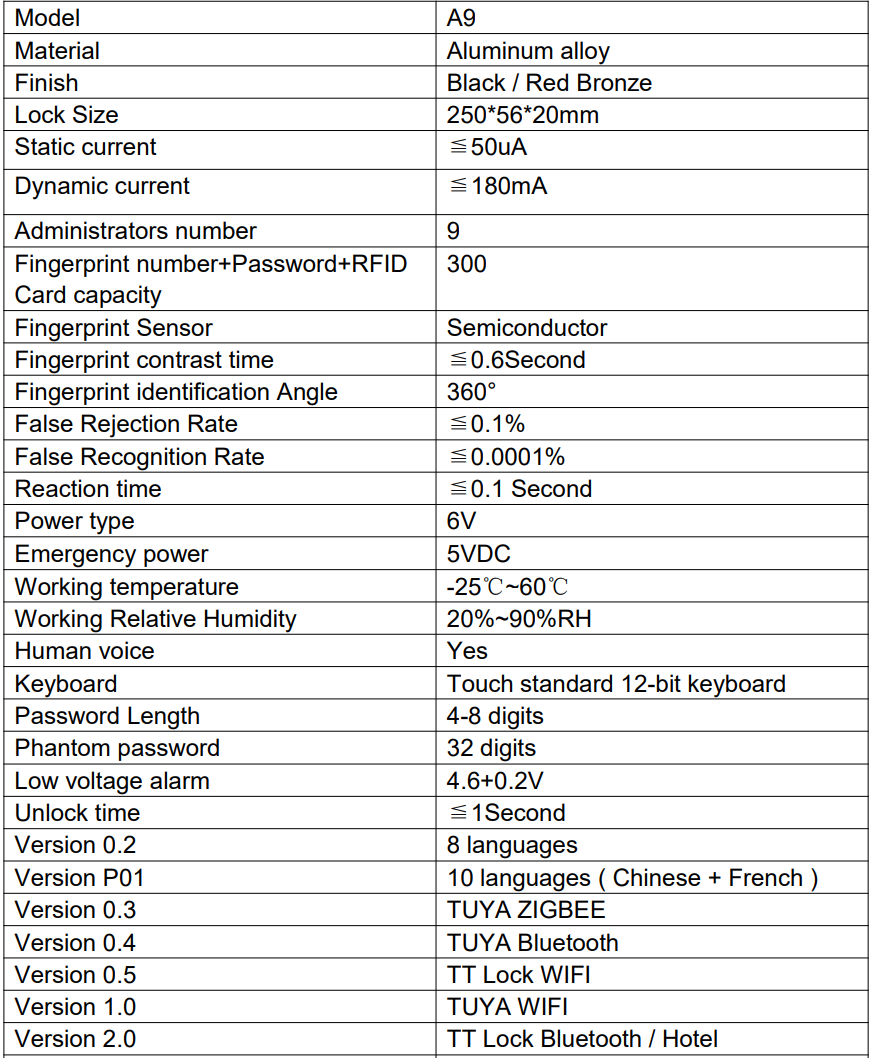 Model A9
Material Aluminum alloy
Finish Black / Red Bronze
Lock Size 250*56*20mm
Static current ≦50uA
Dynamic current ≦180mA
Administrators number 9
Fingerprint number+Password+RFID 300
Card capacity
Fingerprint Sensor Semiconductor
Fingerprint contrast time ≦0.6Second
Fingerprint identification Angle 360°
False Rejection Rate ≦0.1%
False Recognition Rate ≦0.0001%
Reaction time ≦0.1 Second
Power type 6V
Emergency power 5VDC
Working temperature -25℃~60℃
Working Relative Humidity 20%~90%RH
Human voice Yes
Keyboard Touch standard 12-bit keyboard
Password Length 4-8 digits
Phantom password 32 digits
Low voltage alarm 4.6+0.2V
Unlock time ≦1Second
Version 0.2 8 languages
Version P01 10 languages ( Chinese + French )
Version 0.3 TUYA ZIGBEE
Version 0.4 TUYA Bluetooth
Version 0.5 TT Lock WIFI
Version 1.0 TUYA WIFI
Version 2.0 TT Lock Bluetooth / Hotel